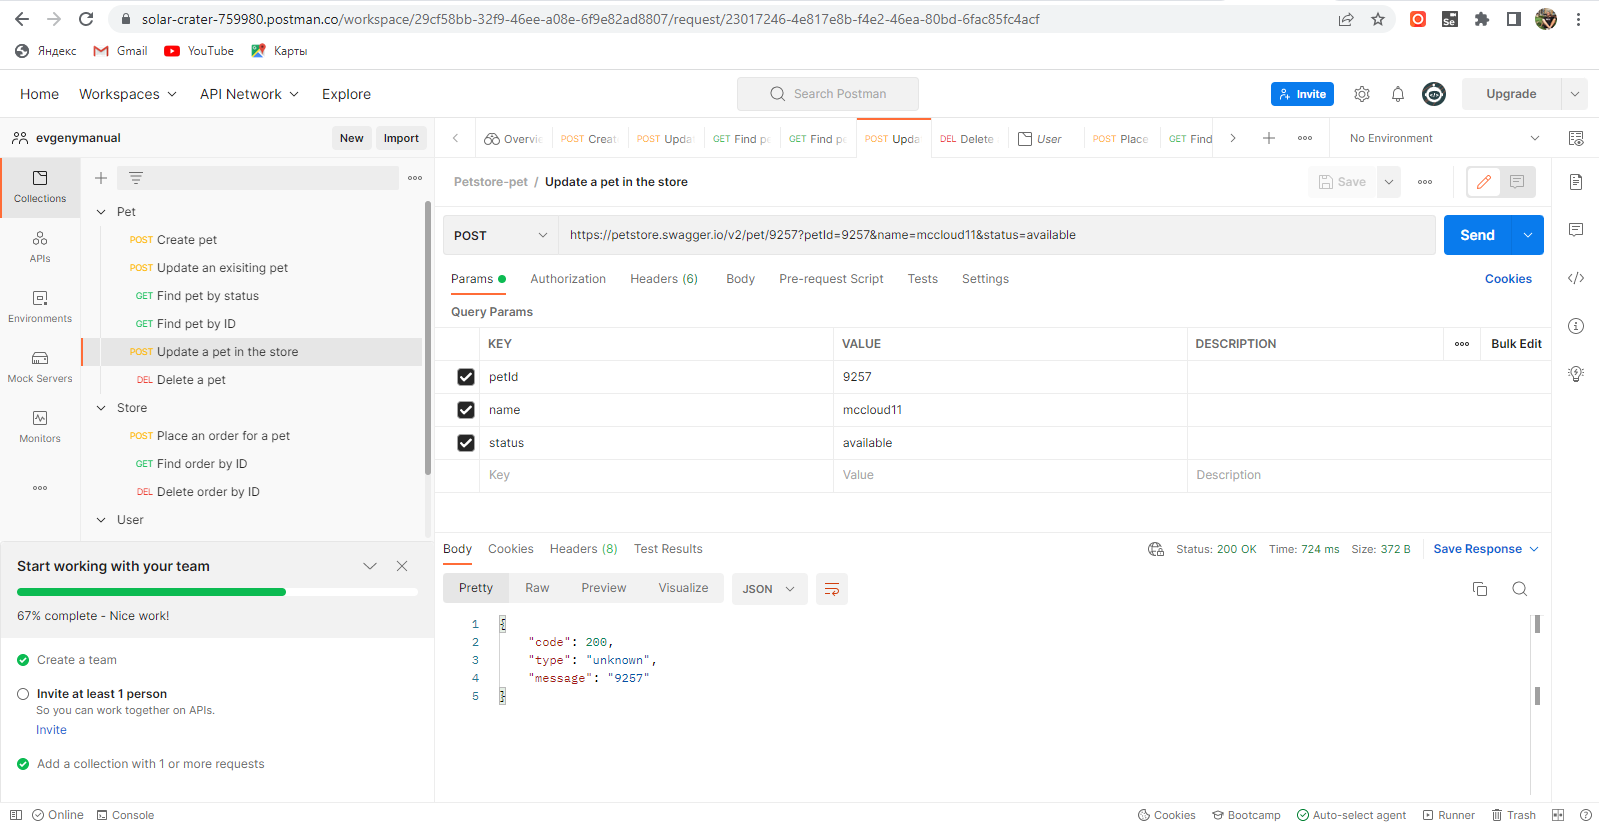 solar-crater-759980.postman.co/workspace/29cf58bb-32f9-46ee-a08e-6f9e82ad8807/request/23017246-4e817e8b-f4e2-46ea-80bd-6fac85fc4acf
Яндекс Gmail YouTube Карты
Home Workspaces API Network Explore Search Postman Invite Upgrade
evgenymanual New Import
Overvi POST Creat POST Upda GET Find pe GET Find pe POST Upda DEL Delete User POST Place GET Find No Environment
Petstore-pet / Update a pet in the store Save
Collections
APIs
Environments
Mock Servers
Monitors
Pet
POST Create pet
POST Update an exisiting pet
GET Find pet by status
GET Find pet by ID
POST Update a pet in the store
DEL Delete a pet
Store
POST Place an order for a pet
GET Find order by ID
DEL Delete order by ID
User
Start working with your team
67% complete - Nice work!
Create a team
Invite at least 1 person
So you can work together on APIs.
Invite
Add a collection with 1 or more requests
POST https://petstore.swagger.io/v2/pet/9257?petId=9257&name=mccloud11&status=available Send
Params Authorization Headers (6) Body Pre-request Script Tests Settings Cookies
Query Params
KEY VALUE DESCRIPTION Bulk Edit
petId 9257
name mccloud11
status available
Key Value Description
Body Cookies Headers (8) Test Results Status: 200 OK Time: 724 ms Size: 372 B Save Response
Pretty Raw Preview Visualize JSON
1 {
2 "code": 200,
3 "type": "unknown",
4 "message": "9257"
5 }
Online Console Cookies Bootcamp Auto-select agent Runner Trash